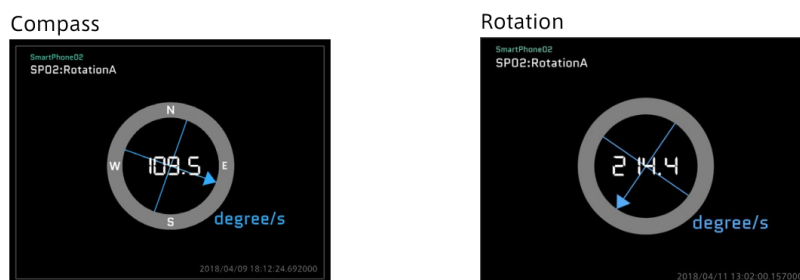 Compass
SmartPhone02
SP02:RotationA
N
W
109.5
E
S
degree/s
2018/04/09 18:12:24.692000
Rotation
SmartPhone02
SP02:RotationA
214.4
degree/s
2018/04/11 13:02:00.157000